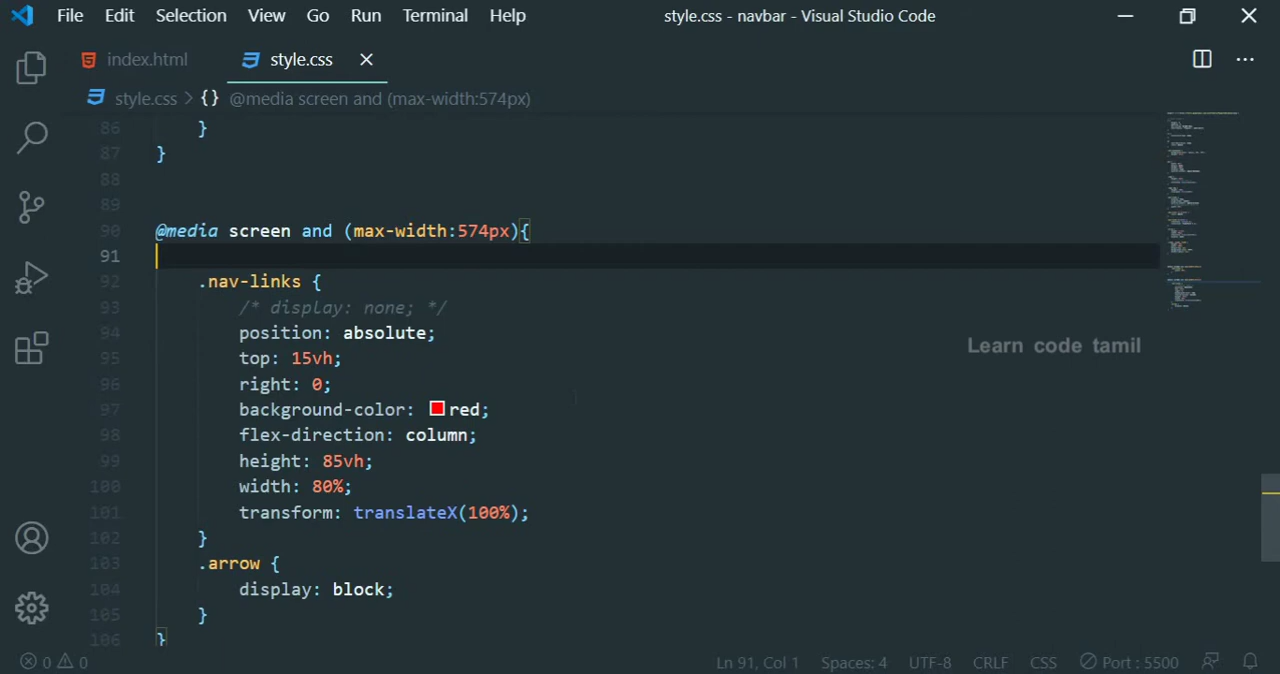 File Edit Selection View Go Run Terminal Help style.css - navbar - Visual Studio Code
index.html style.css
style.css > {} @media screen and (max-width:574px)
86 }
87 }
88
89
90 @media screen and (max-width:574px){
91
92 .nav-links {
93 /* display: none; */
94 position: absolute;
95 top: 15vh;
96 right: 0;
97 background-color: red;
98 flex-direction: column;
99 height: 85vh;
100 width: 80%;
101 transform: translateX(100%);
102 }
103 .arrow {
104 display: block;
105 }
106 }
Learn code tamil
0 0 Ln 91, Col 1 Spaces: 4 UTF-8 CRLF CSS Port : 5500